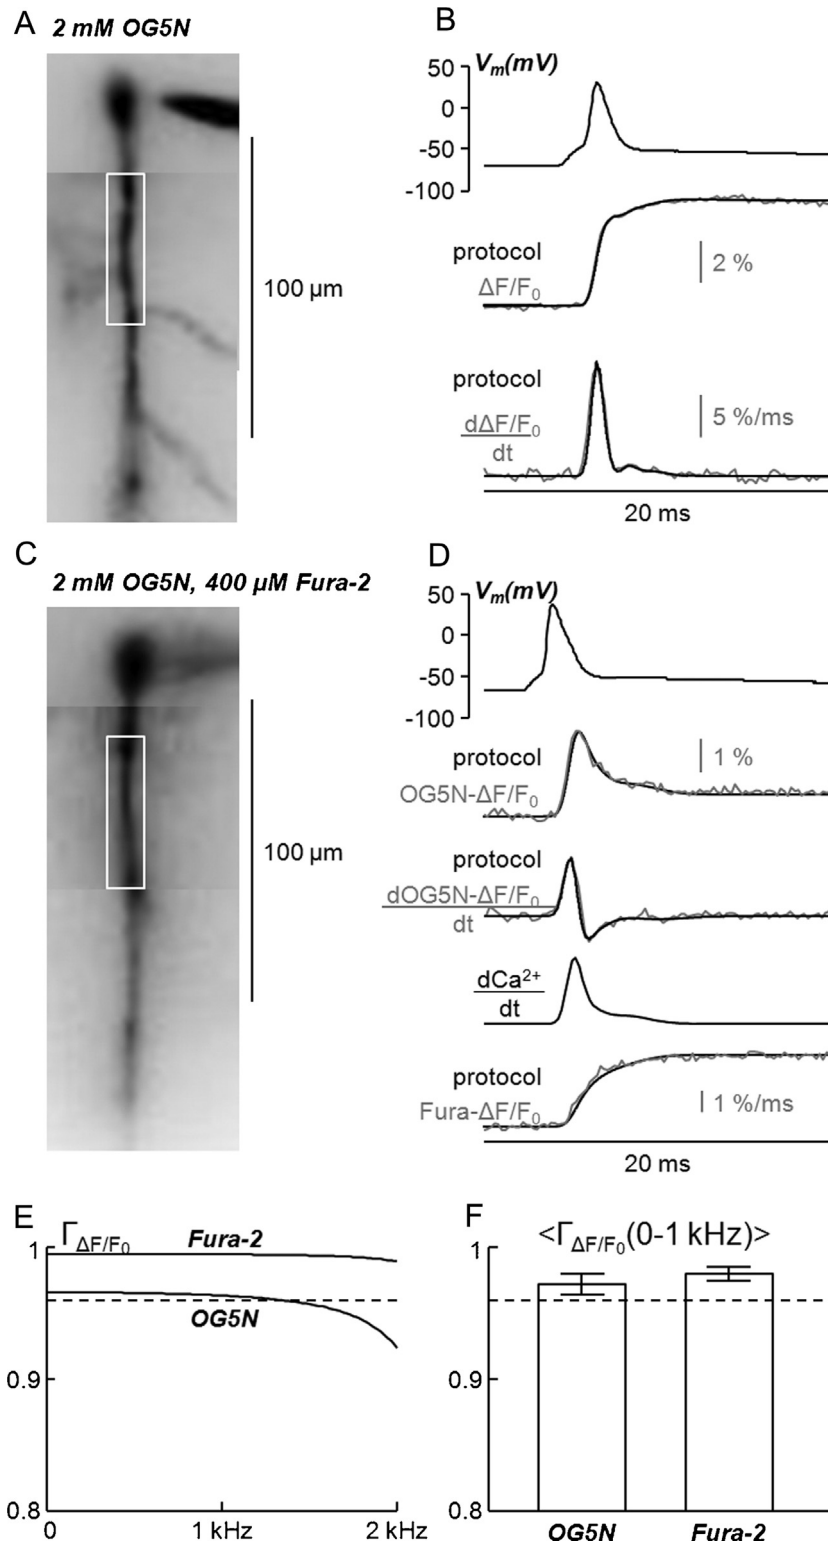 A
2 mM OG5N
100 µm
B
Vm(mV)
50
0
-50
-100
protocol
ΔF/F0
2 %
protocol
dΔF/F0
dt
5 %/ms
20 ms
C
2 mM OG5N, 400 µM Fura-2
100 µm
D
Vm(mV)
50
0
-50
-100
protocol
OG5N-ΔF/F0
1 %
protocol
dOG5N-ΔF/F0
dt
dCa2+
dt
protocol
Fura-ΔF/F0
1 %/ms
20 ms
E
ΓΔF/F0
Fura-2
OG5N
1
0.9
0.8
0
1 kHz
2 kHz
F
<ΓΔF/F0(0-1 kHz)>
1
0.9
0.8
OG5N
Fura-2